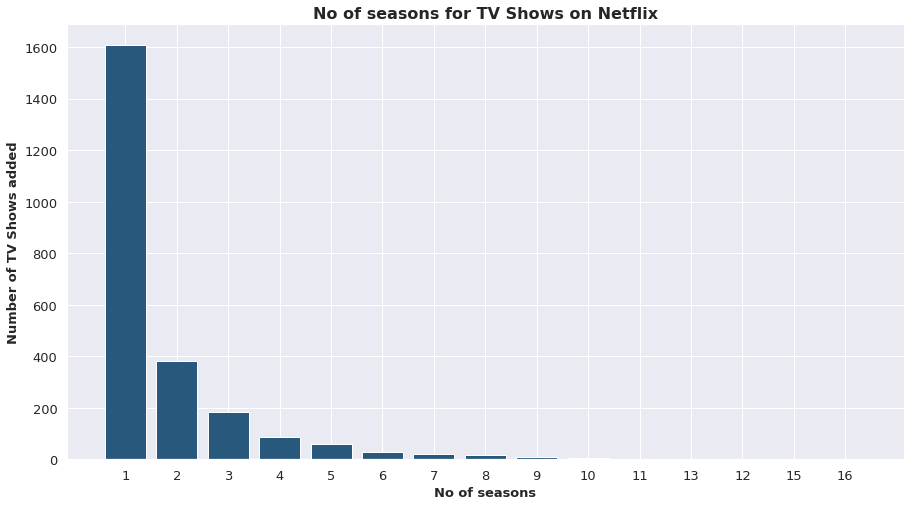 No of seasons for TV Shows on Netflix
Number of TV Shows added
1600
1400
1200
1000
800
600
400
200
0
1 2 3 4 5 6 7 8 9 10 11 13 12 15 16
No of seasons